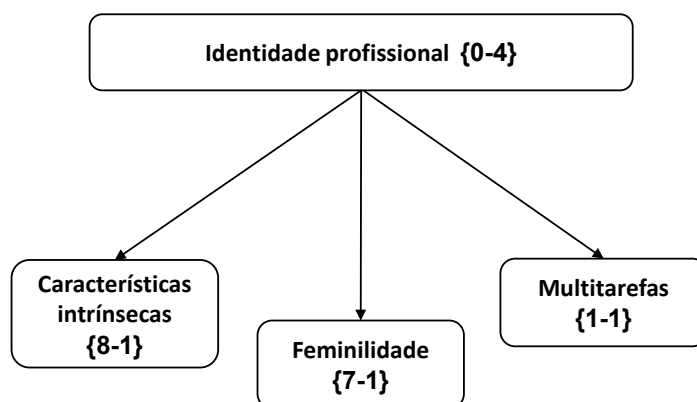 Identidade profissional {0-4}
Características
intrínsecas
{8-1}
Feminilidade
{7-1}
Multitarefas
{1-1}